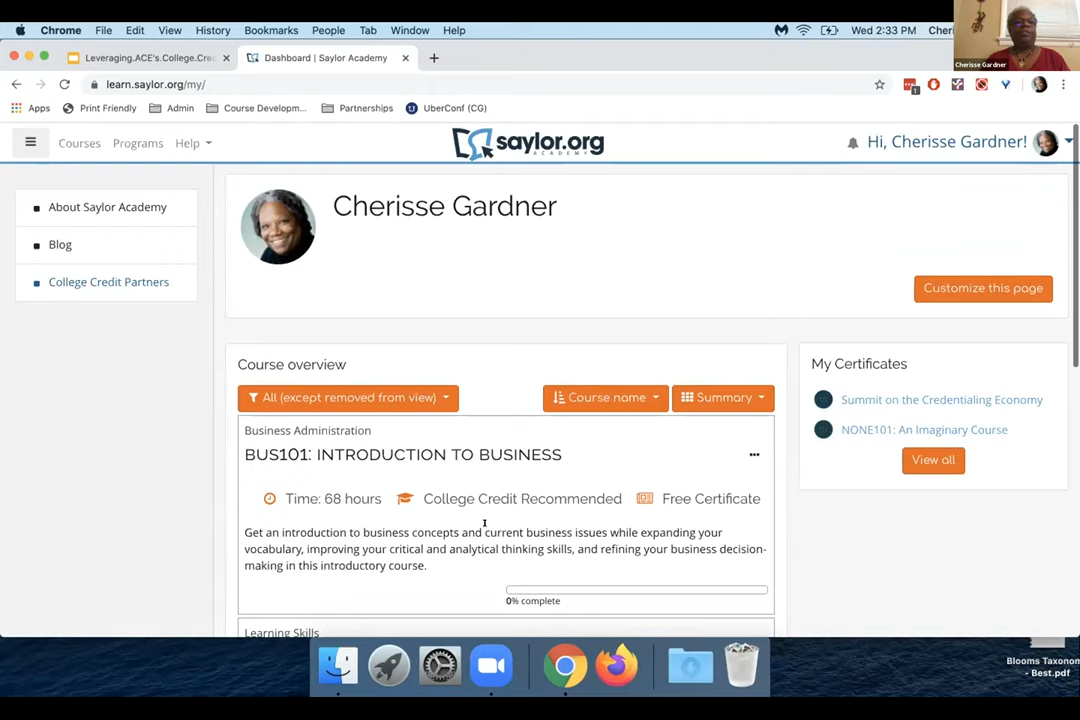 Chrome File Edit View History Bookmarks People Tab Window Help Wed 2:33 PM Cheri
Cherisse Gardner
Leveraging.ACE's.College.Cre Dashboard | Saylor Academy
learn.saylor.org/my/
1
Apps Print Friendly Admin Course Developm... Partnerships UberConf (CG)
Courses Programs Help saylor.org Hi, Cherisse Gardner!
ACADEMY
About Saylor Academy
Blog
College Credit Partners
Cherisse Gardner
Customize this page
Course overview
All (except removed from view) Course name Summary
Business Administration
BUS101: INTRODUCTION TO BUSINESS
Time: 68 hours College Credit Recommended Free Certificate
Get an introduction to business concepts and current business issues while expanding your
vocabulary, improving your critical and analytical thinking skills, and refining your business decision-
making in this introductory course.
0% complete
Learning Skills
My Certificates
Summit on the Credentialing Economy
NONE101: An Imaginary Course
View all
Blooms Taxonom
- Best.pdf